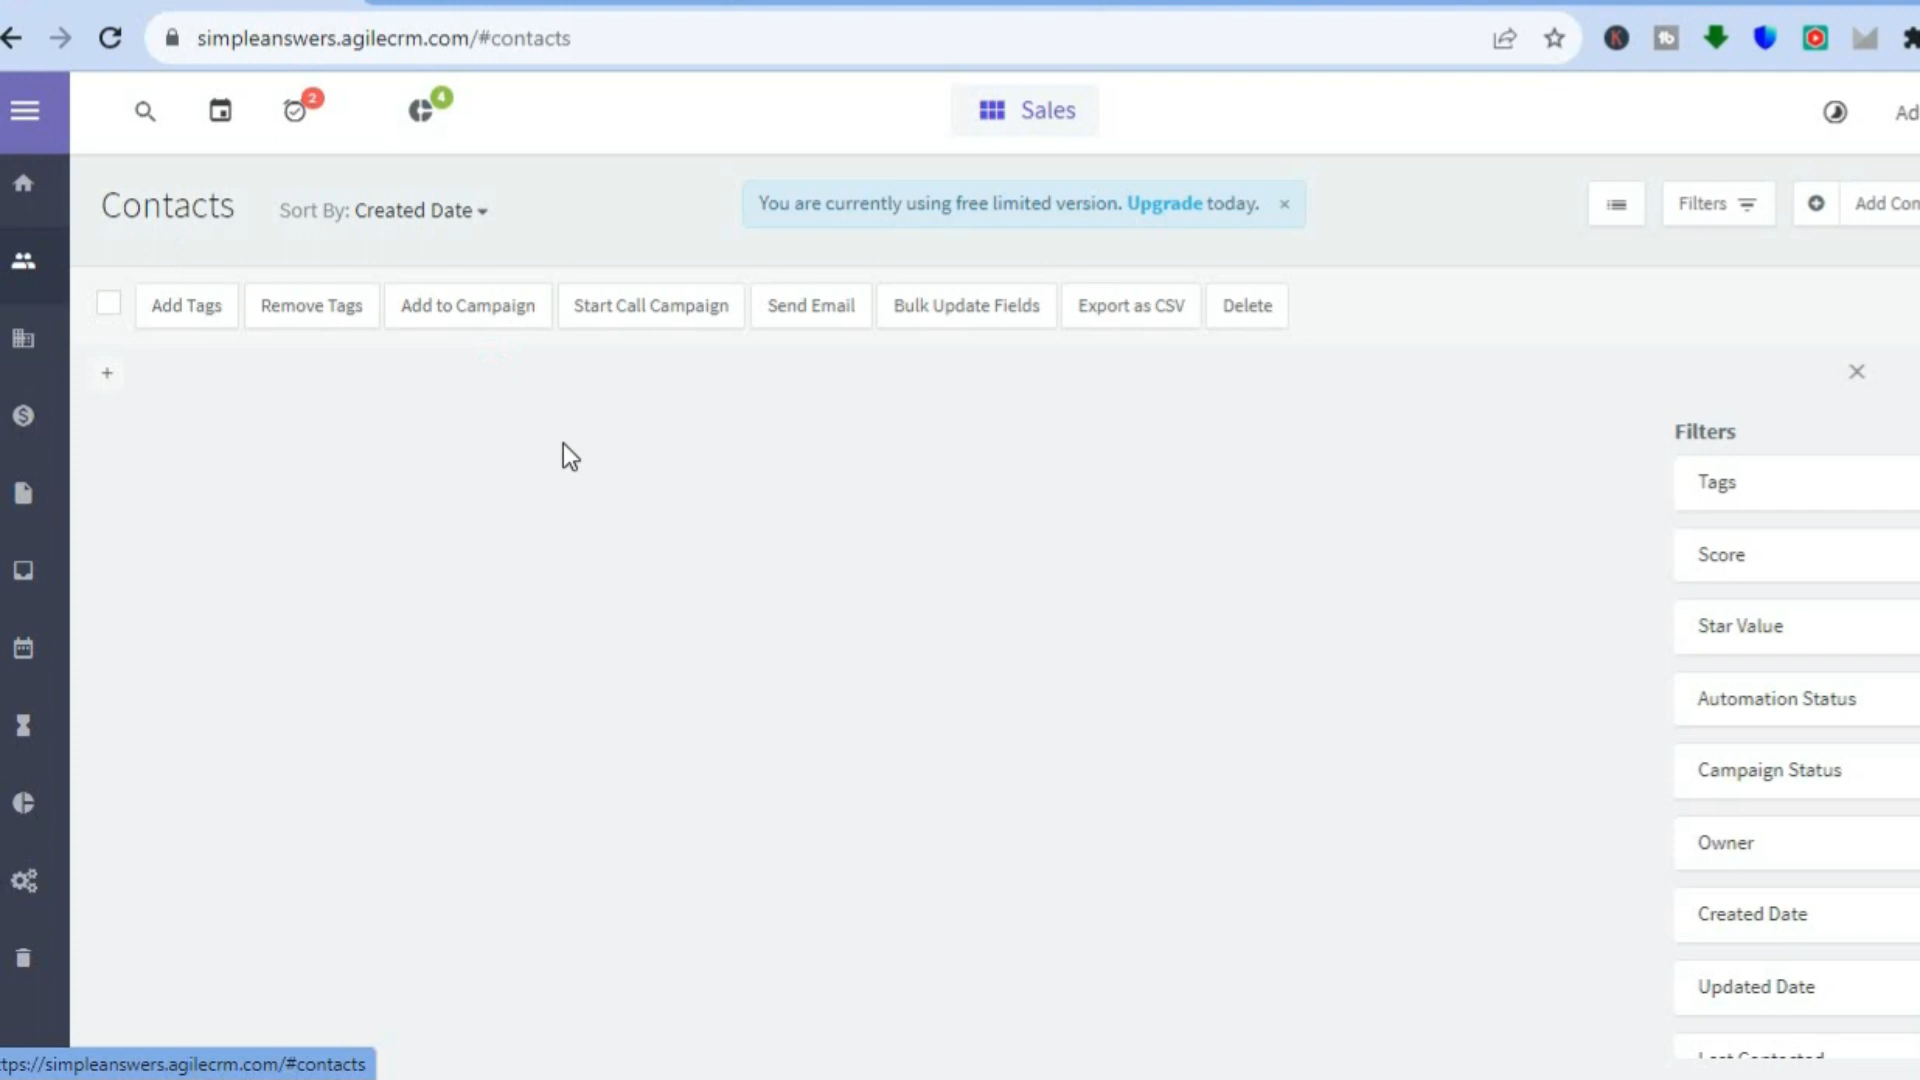 simpleanswers.agilecrm.com/#contacts
2
4
Sales
Ad
Contacts
Sort By: Created Date
You are currently using free limited version. Upgrade today. ×
Filters
Add Con
Add Tags
Remove Tags
Add to Campaign
Start Call Campaign
Send Email
Bulk Update Fields
Export as CSV
Delete
+
Filters
Tags
Score
Star Value
Automation Status
Campaign Status
Owner
Created Date
Updated Date
Last Contacted
tps://simpleanswers.agilecrm.com/#contacts